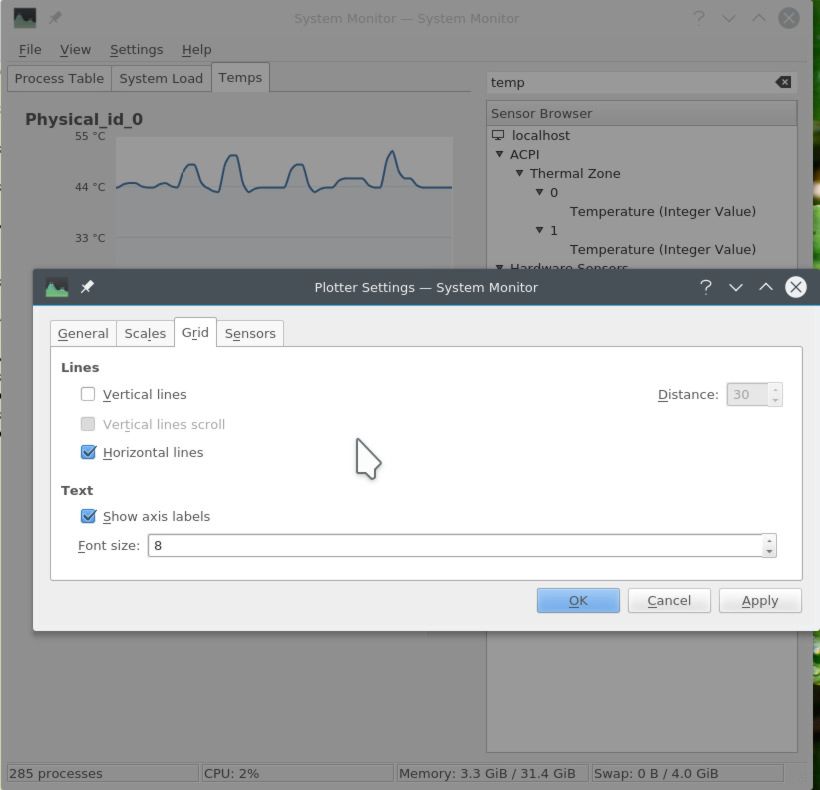 System Monitor — System Monitor
File View Settings Help
Process Table System Load Temps
temp
Physical_id_0
Sensor Browser
55 °C
localhost
ACPI
Thermal Zone
44 °C
0
Temperature (Integer Value)
33 °C
1
Temperature (Integer Value)
Hardware Sensors
Plotter Settings — System Monitor
General Scales Grid Sensors
Lines
Vertical lines
Distance: 30
Vertical lines scroll
Horizontal lines
Text
Show axis labels
Font size: 8
OK Cancel Apply
285 processes CPU: 2% Memory: 3.3 GiB / 31.4 GiB Swap: 0 B / 4.0 GiB